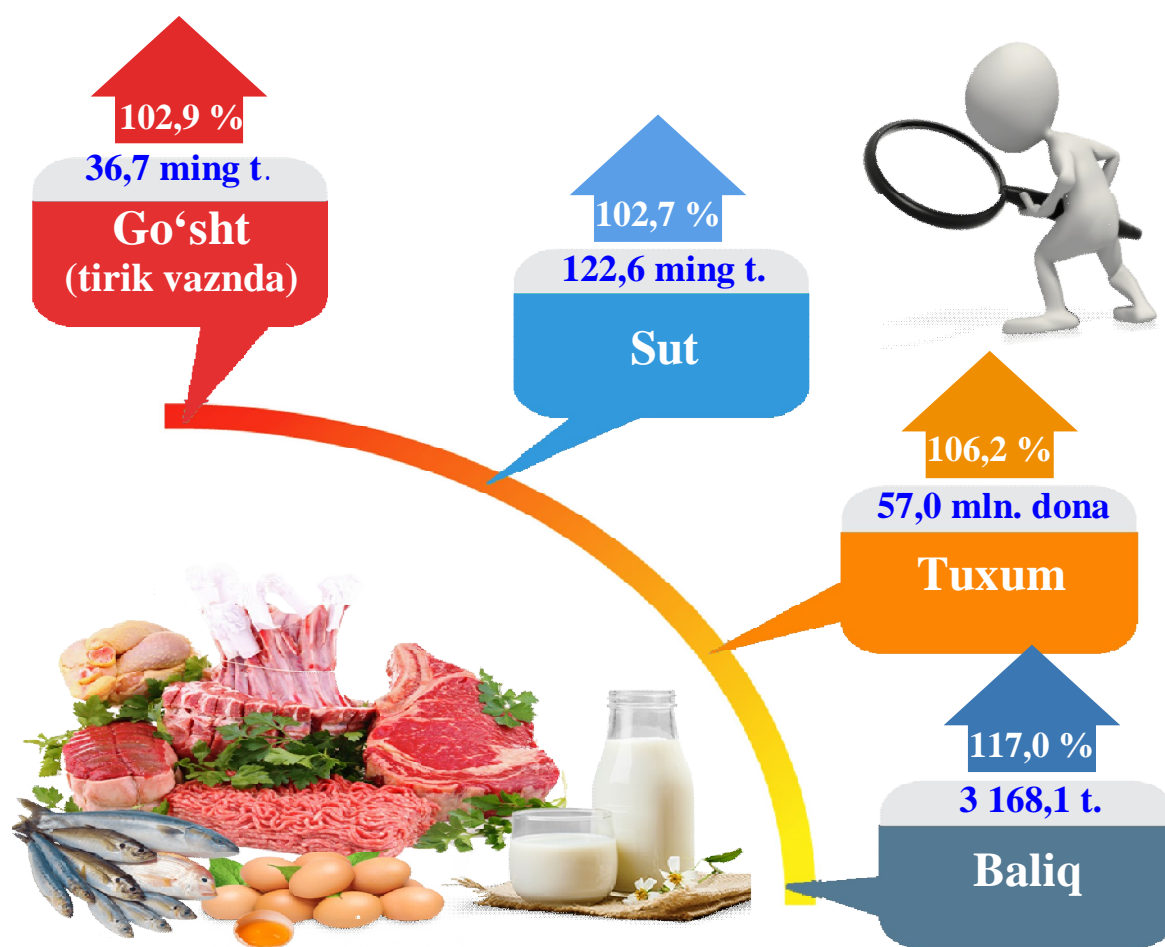 102,9 %
36,7 ming t.
Go‘sht
(tirik vaznda)
102,7 %
122,6 ming t.
Sut
106,2 %
57,0 mln. dona
Tuxum
117,0 %
3 168,1 t.
Baliq